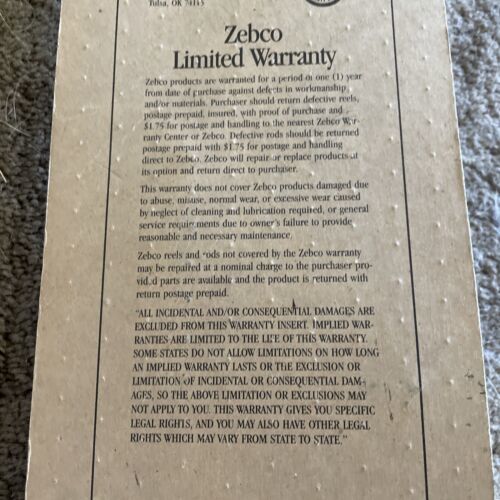 Tulsa, OK 74115
Zebco
Limited Warranty
Zebco products are warranted for a period of one (1) year
from date of purchase against defects in workmanship
and/or materials. Purchaser should return defective reels,
postage prepaid, insured, with proof of purchase and
$1.75 for postage and handling to the nearest Zebco War-
ranty Center or Zebco. Defective rods should be returned
postage prepaid with $1.75 for postage and handling
direct to Zebco. Zebco will repair or replace products at
its option and return direct to purchaser.
This warranty does not cover Zebco products damaged due
to abuse, misuse, normal wear, or excessive wear caused
by neglect of cleaning and lubrication required, or general
service requirements due to owner's failure to provide
reasonable and necessary maintenance.
Zebco reels and rods not covered by the Zebco warranty
may be repaired at a nominal charge to the purchaser pro-
vided parts are available and the product is returned with
return postage prepaid.
"ALL INCIDENTAL AND/OR CONSEQUENTIAL DAMAGES ARE
EXCLUDED FROM THIS WARRANTY INSERT. IMPLIED WAR-
RANTIES ARE LIMITED TO THE LIFE OF THIS WARRANTY.
SOME STATES DO NOT ALLOW LIMITATIONS ON HOW LONG
AN IMPLIED WARRANTY LASTS OR THE EXCLUSION OR
LIMITATION OF INCIDENTAL OR CONSEQUENTIAL DAM-
AGES, SO THE ABOVE LIMITATION OR EXCLUSIONS MAY
NOT APPLY TO YOU. THIS WARRANTY GIVES YOU SPECIFIC
LEGAL RIGHTS, AND YOU MAY ALSO HAVE OTHER LEGAL
RIGHTS WHICH MAY VARY FROM STATE TO STATE."